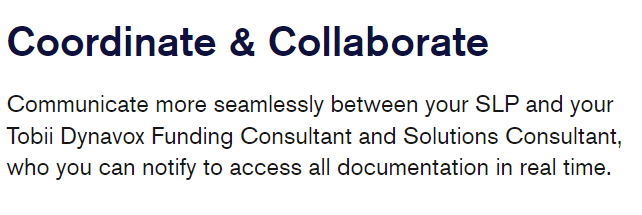 Coordinate & Collaborate
Communicate more seamlessly between your SLP and your
Tobii Dynavox Funding Consultant and Solutions Consultant,
who you can notify to access all documentation in real time.